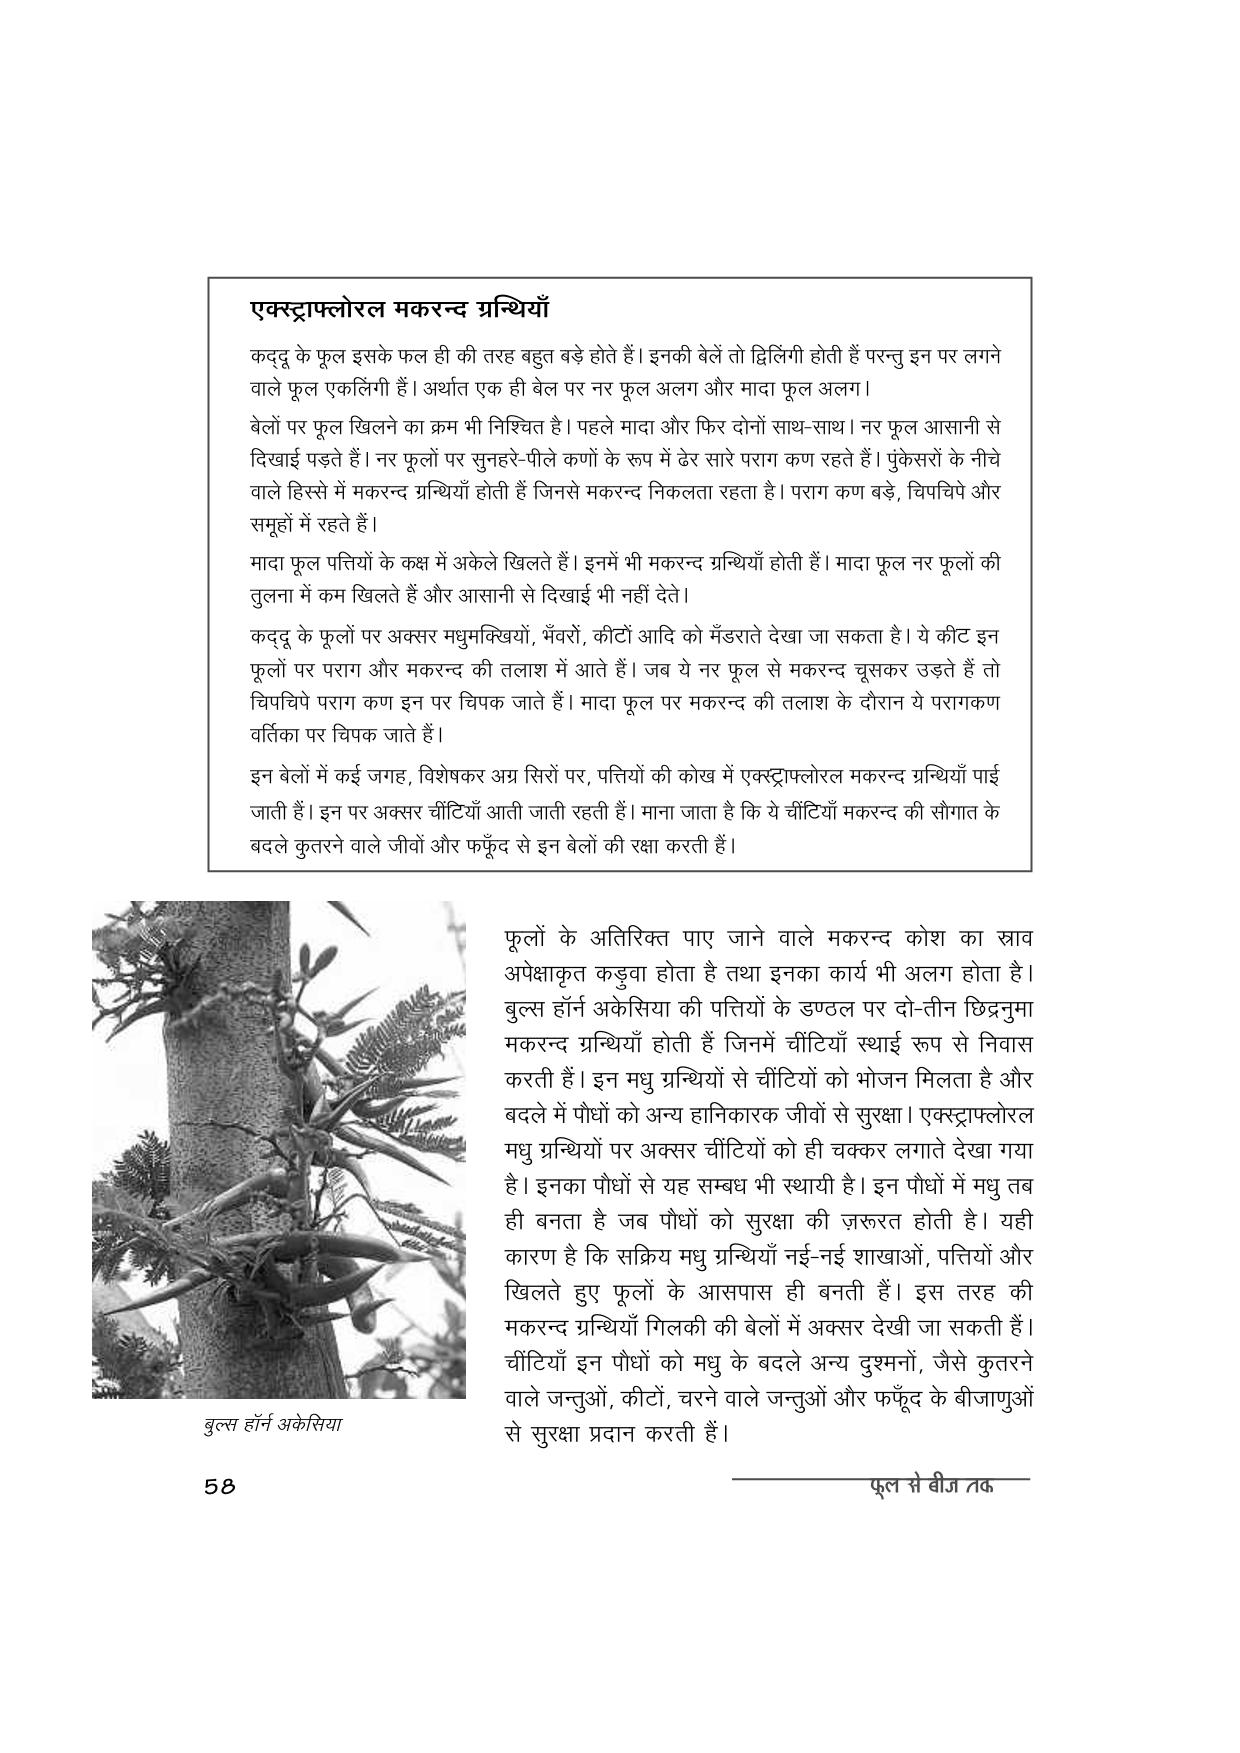 एक्स्ट्राफ्लोरल मकरन्द ग्रन्थियाँ
कद्दू के फूल इसके फल ही की तरह बहुत बड़े होते हैं। इनकी बेलें तो द्विलिंगी होती हैं परन्तु इन पर लगने
वाले फूल एकलिंगी हैं। अर्थात एक ही बेल पर नर फूल अलग और मादा फूल अलग।
बेलों पर फूल खिलने का क्रम भी निश्चित है। पहले मादा और फिर दोनों साथ-साथ। नर फूल आसानी से
दिखाई पड़ते हैं। नर फूलों पर सुनहरे-पीले कणों के रूप में ढेर सारे पराग कण रहते हैं। पुंकेसरों के नीचे
वाले हिस्से में मकरन्द ग्रन्थियाँ होती हैं जिनसे मकरन्द निकलता रहता है। पराग कण बड़े, चिपचिपे और
समूहों में रहते हैं।
मादा फूल पत्तियों के कक्ष में अकेले खिलते हैं। इनमें भी मकरन्द ग्रन्थियाँ होती हैं। मादा फूल नर फूलों की
तुलना में कम खिलते हैं और आसानी से दिखाई भी नहीं देते।
कद्दू के फूलों पर अक्सर मधुमक्खियों, भँवरों, कीटों आदि को मँडराते देखा जा सकता है। ये कीट इन
फूलों पर पराग और मकरन्द की तलाश में आते हैं। जब ये नर फूल से मकरन्द चूसकर उड़ते हैं तो
चिपचिपे पराग कण इन पर चिपक जाते हैं। मादा फूल पर मकरन्द की तलाश के दौरान ये परागकण
वर्तिका पर चिपक जाते हैं।
इन बेलों में कई जगह, विशेषकर अग्र सिरों पर, पत्तियों की कोख में एक्स्ट्राफ्लोरल मकरन्द ग्रन्थियाँ पाई
जाती हैं। इन पर अक्सर चींटियाँ आती जाती रहती हैं। माना जाता है कि ये चींटियाँ मकरन्द की सौगात के
बदले कुतरने वाले जीवों और फफूँद से इन बेलों की रक्षा करती हैं।
फूलों के अतिरिक्त पाए जाने वाले मकरन्द कोश का स्राव
अपेक्षाकृत कड़ुवा होता है तथा इनका कार्य भी अलग होता है।
बुल्स हॉर्न अकेसिया की पत्तियों के डण्ठल पर दो-तीन छिद्रनुमा
मकरन्द ग्रन्थियाँ होती हैं जिनमें चींटियाँ स्थाई रूप से निवास
करती हैं। इन मधु ग्रन्थियों से चींटियों को भोजन मिलता है और
बदले में पौधों को अन्य हानिकारक जीवों से सुरक्षा। एक्स्ट्राफ्लोरल
मधु ग्रन्थियों पर अक्सर चींटियों को ही चक्कर लगाते देखा गया
है। इनका पौधों से यह सम्बध भी स्थायी है। इन पौधों में मधु तब
ही बनता है जब पौधों को सुरक्षा की ज़रूरत होती है। यही
कारण है कि सक्रिय मधु ग्रन्थियाँ नई-नई शाखाओं, पत्तियों और
खिलते हुए फूलों के आसपास ही बनती हैं। इस तरह की
मकरन्द ग्रन्थियाँ गिलकी की बेलों में अक्सर देखी जा सकती हैं।
चींटियाँ इन पौधों को मधु के बदले अन्य दुश्मनों, जैसे कुतरने
वाले जन्तुओं, कीटों, चरने वाले जन्तुओं और फफूँद के बीजाणुओं
से सुरक्षा प्रदान करती हैं।
बुल्स हॉर्न अकेसिया
58
फूल से बीज तक